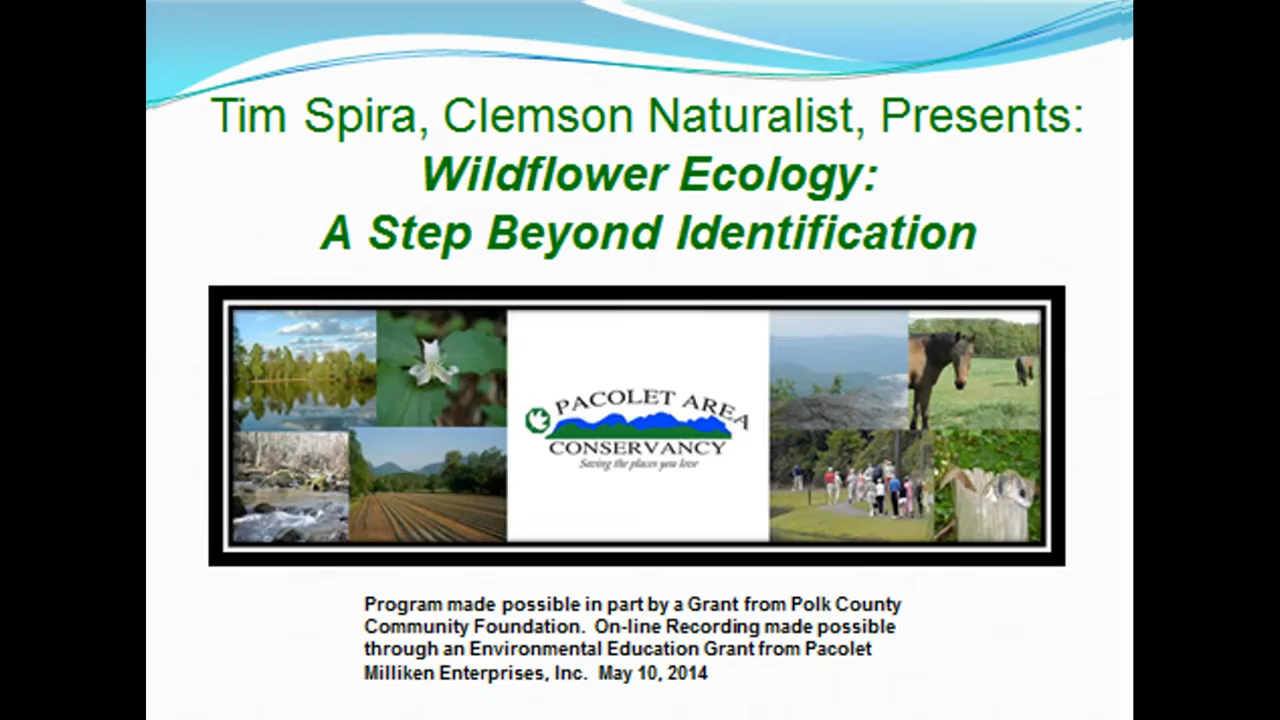 Tim Spira, Clemson Naturalist, Presents:
Wildflower Ecology:
A Step Beyond Identification
PACOLET AREA
CONSERVANCY
Saving the places you love
Program made possible in part by a Grant from Polk County
Community Foundation.  On-line Recording made possible
through an Environmental Education Grant from Pacolet
Milliken Enterprises, Inc.  May 10, 2014